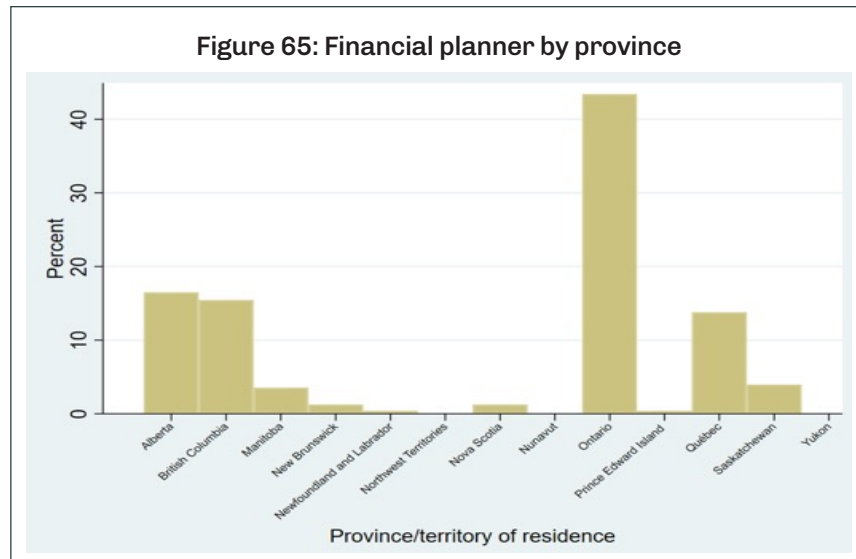 Figure 65: Financial planner by province
40
30
20
10
0
Percent
Alberta
British Columbia
Manitoba
New Brunswick
Newfoundland and Labrador
Northwest Territories
Nova Scotia
Nunavut
Ontario
Prince Edward Island
Québec
Saskatchewan
Yukon
Province/territory of residence